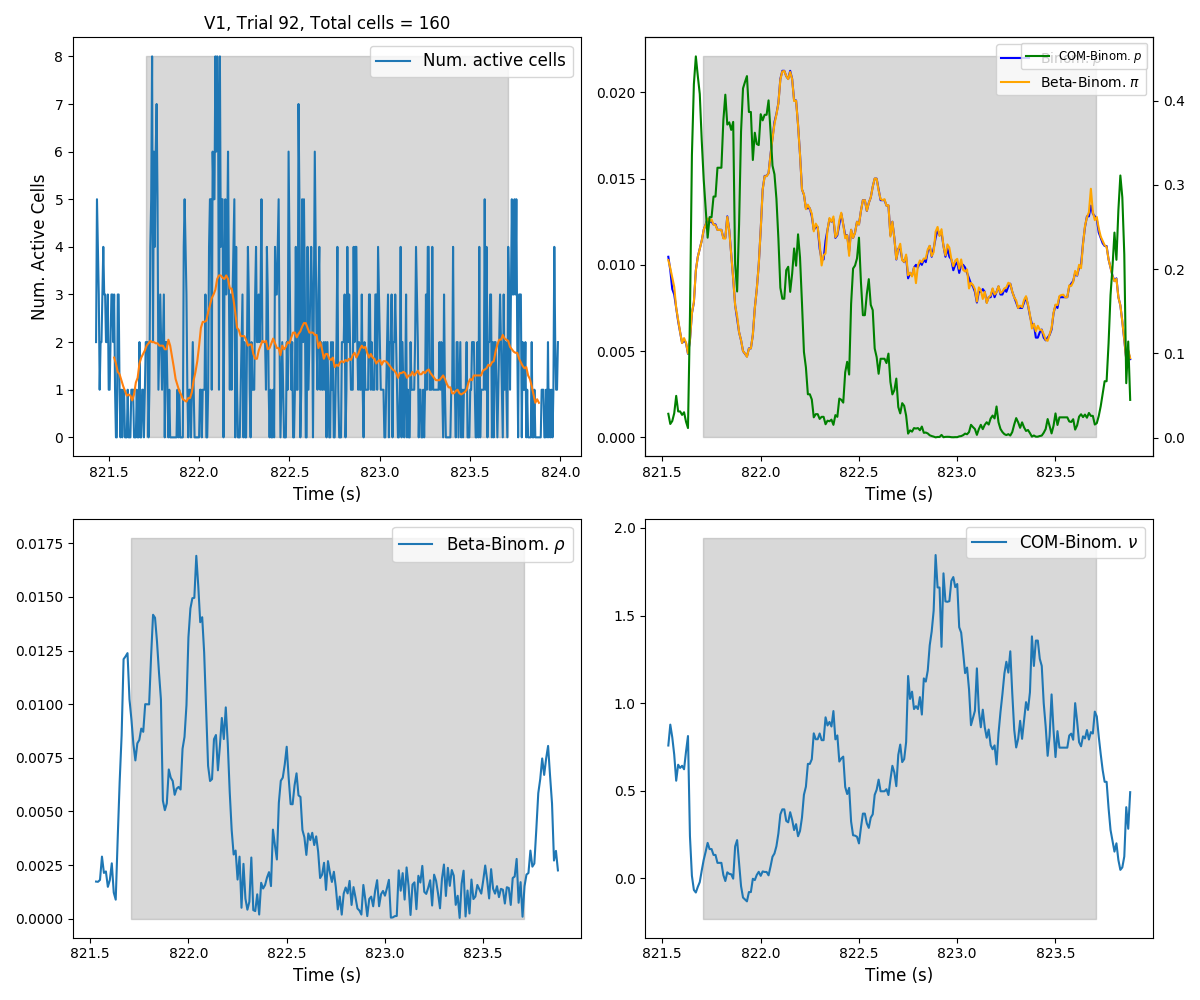 V1, Trial 92, Total cells = 160
Num. active cells
Num. Active Cells
8
7
6
5
4
3
2
1
0
821.5 822.0 822.5 823.0 823.5 824.0
Time (s)
COM-Binom. p
Beta-Binom. π
0.020
0.015
0.010
0.005
0.000
0.4
0.3
0.2
0.1
0.0
821.5 822.0 822.5 823.0 823.5
Time (s)
Beta-Binom. ρ
0.0175
0.0150
0.0125
0.0100
0.0075
0.0050
0.0025
0.0000
821.5 822.0 822.5 823.0 823.5
Time (s)
COM-Binom. ν
2.0
1.5
1.0
0.5
0.0
821.5 822.0 822.5 823.0 823.5
Time (s)